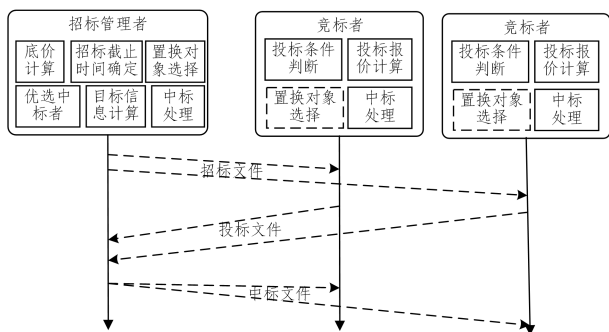 招标管理者
底价
计算
招标截止
时间确定
置换对
象选择
优选中
标者
目标信
息计算
中标
处理
竞标者
投标条件
判断
投标报
价计算
置换对象
选择
中标
处理
竞标者
投标条件
判断
投标报
价计算
置换对象
选择
中标
处理
招标文件
投标文件
中标文件